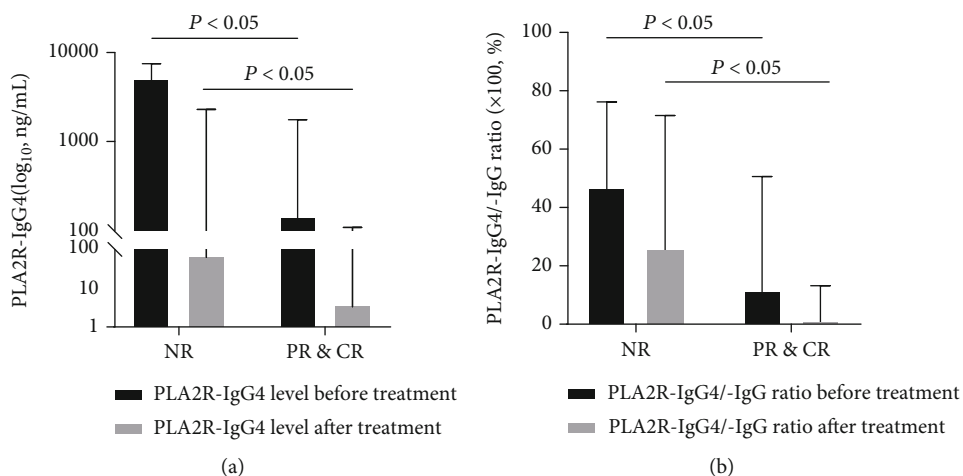 P < 0.05
P < 0.05
PLA2R-IgG4(log10, ng/mL)
10000
1000
100
100
10
1
NR
PR & CR
PLA2R-IgG4 level before treatment
PLA2R-IgG4 level after treatment
(a)
P < 0.05
P < 0.05
PLA2R-IgG4/-IgG ratio (×100, %)
100
80
60
40
20
0
NR
PR & CR
PLA2R-IgG4/-IgG ratio before treatment
PLA2R-IgG4/-IgG ratio after treatment
(b)